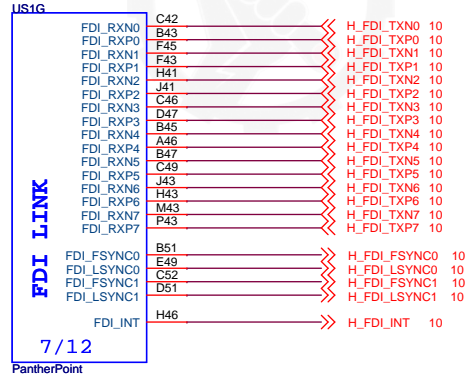 US1G
FDI_RXN0 C42 H_FDI_TXN0 10
FDI_RXP0 B43 H_FDI_TXP0 10
FDI_RXN1 F45 H_FDI_TXN1 10
FDI_RXP1 F43 H_FDI_TXP1 10
FDI_RXN2 H41 H_FDI_TXN2 10
FDI_RXP2 J41 H_FDI_TXP2 10
FDI_RXN3 C46 H_FDI_TXN3 10
FDI_RXP3 D47 H_FDI_TXP3 10
FDI_RXN4 B45 H_FDI_TXN4 10
FDI_RXP4 A46 H_FDI_TXP4 10
FDI_RXN5 B47 H_FDI_TXN5 10
FDI_RXP5 C49 H_FDI_TXP5 10
FDI_RXN6 J43 H_FDI_TXN6 10
FDI_RXP6 H43 H_FDI_TXP6 10
FDI_RXN7 M43 H_FDI_TXN7 10
FDI_RXP7 P43 H_FDI_TXP7 10
FDI LINK
FDI_FSYNC0 B51 H_FDI_FSYNC0 10
FDI_LSYNC0 E49 H_FDI_LSYNC0 10
FDI_FSYNC1 C52 H_FDI_FSYNC1 10
FDI_LSYNC1 D51 H_FDI_LSYNC1 10
FDI_INT H46 H_FDI_INT 10
7/12
PantherPoint